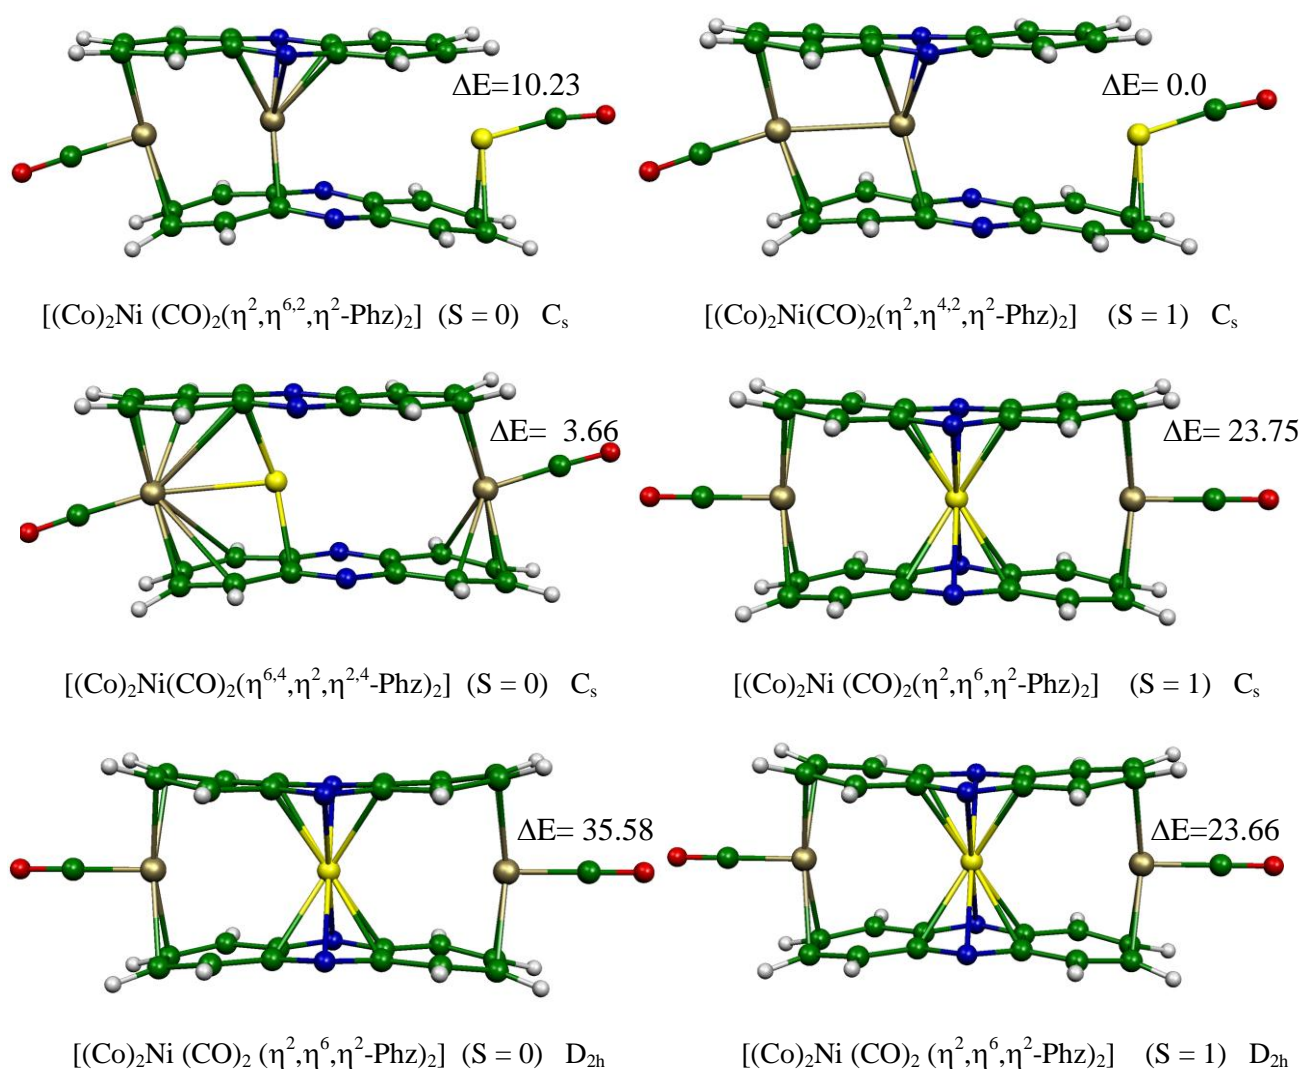 ΔE=10.23
ΔE= 0.0
[(Co)₂Ni (CO)₂(η²,η⁶,²,η²-Phz)₂] (S = 0) Cₛ
[(Co)₂Ni(CO)₂(η²,η⁴,²,η²-Phz)₂] (S = 1) Cₛ
ΔE= 3.66
ΔE= 23.75
[(Co)₂Ni(CO)₂(η⁶,⁴,η²,η²,⁴-Phz)₂] (S = 0) Cₛ
[(Co)₂Ni (CO)₂(η²,η⁶,η²-Phz)₂] (S = 1) Cₛ
ΔE= 35.58
ΔE=23.66
[(Co)₂Ni (CO)₂ (η²,η⁶,η²-Phz)₂] (S = 0) D₂ₕ
[(Co)₂Ni (CO)₂ (η²,η⁶,η²-Phz)₂] (S = 1) D₂ₕ